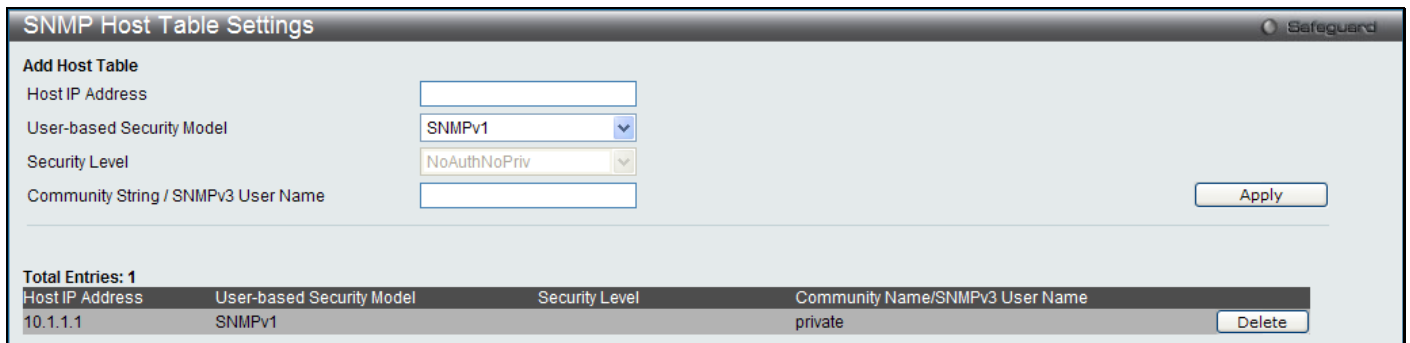 SNMP Host Table Settings
Safeguard
Add Host Table
Host IP Address
User-based Security Model SNMPv1
Security Level NoAuthNoPriv
Community String / SNMPv3 User Name
Apply
Total Entries: 1
Host IP Address User-based Security Model Security Level Community Name/SNMPv3 User Name
10.1.1.1 SNMPv1 private Delete